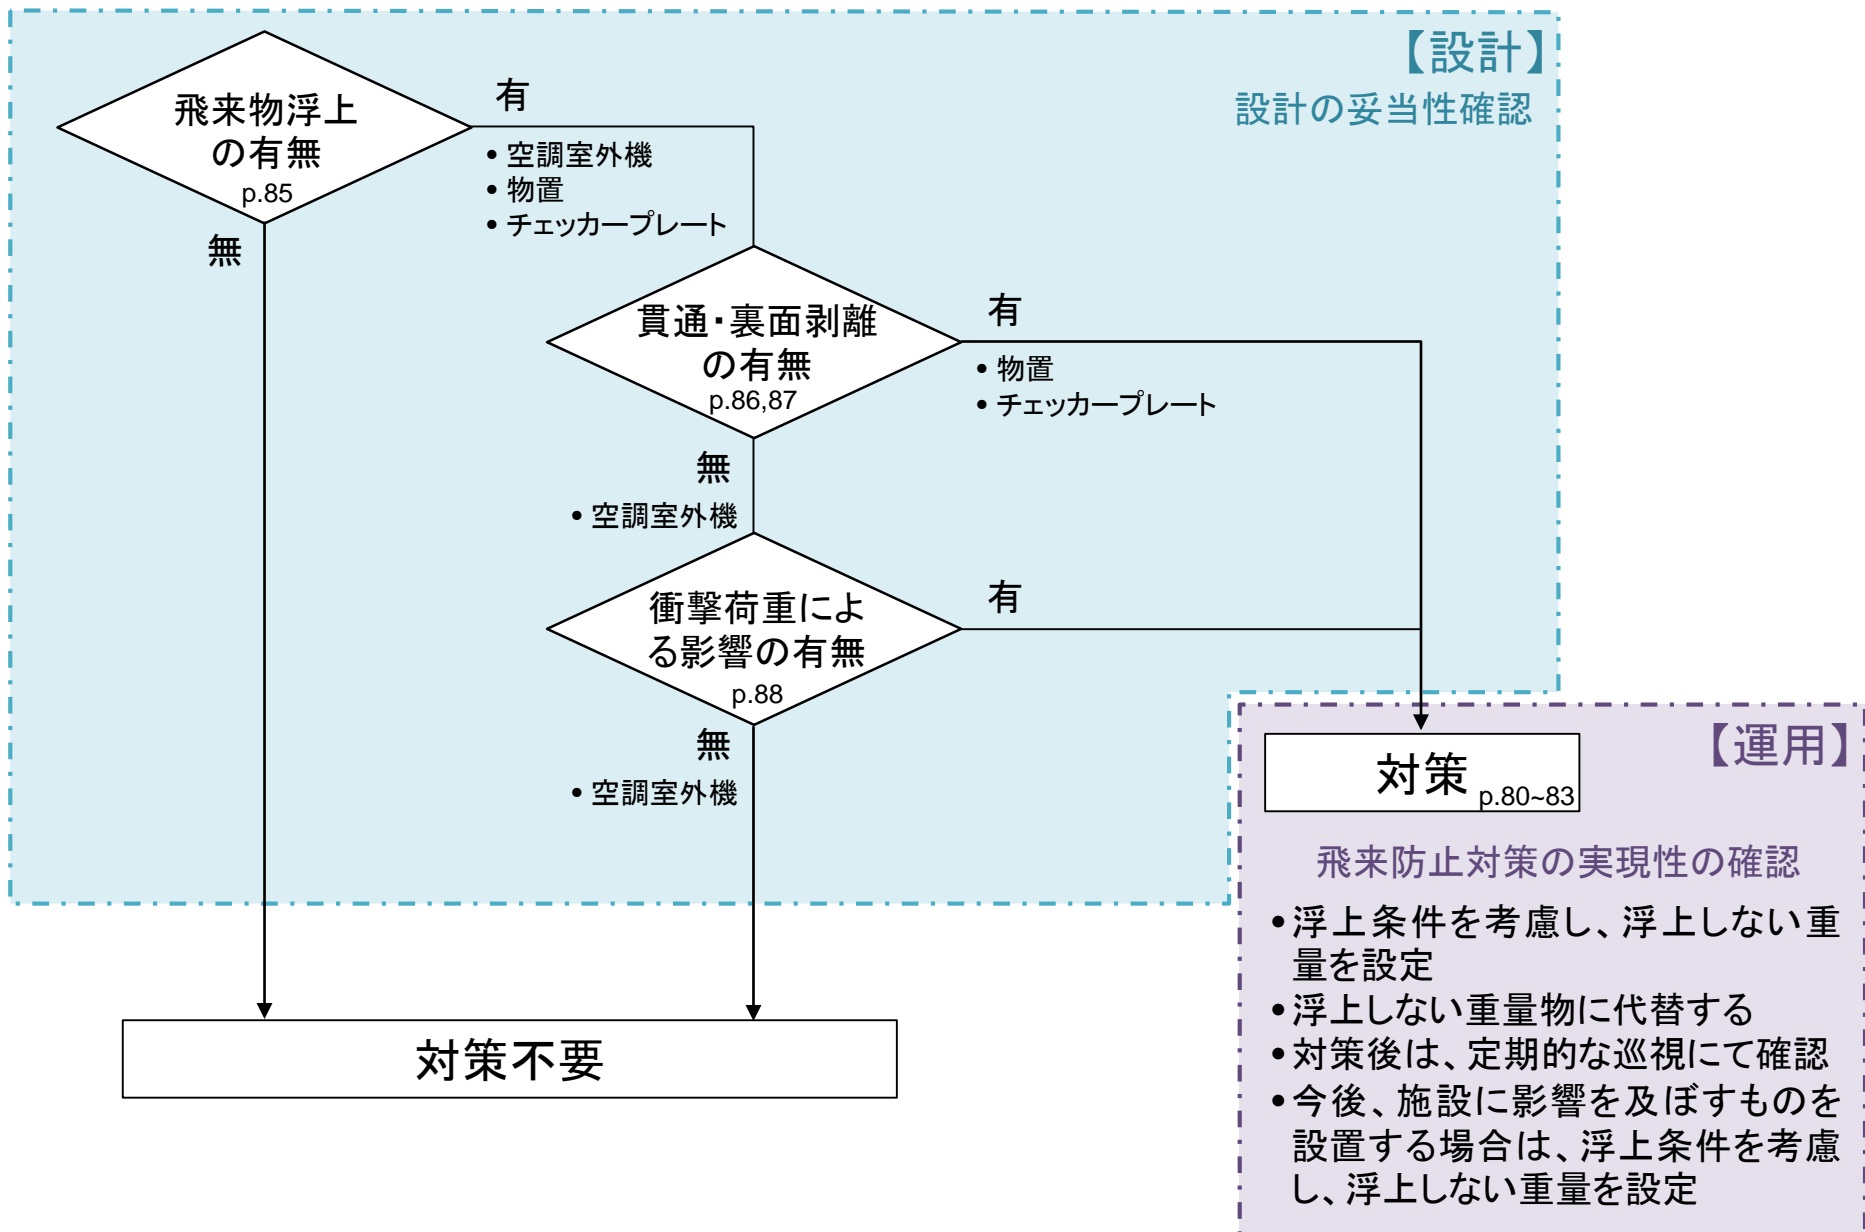 【設計】
設計の妥当性確認
飛来物浮上
の有無
p.85
有
• 空調室外機
• 物置
• チェッカープレート
無
貫通・裏面剥離
の有無
p.86,87
有
• 物置
• チェッカープレート
無
• 空調室外機
衝撃荷重によ
る影響の有無
p.88
有
無
• 空調室外機
対策不要
【運用】
対策 p.80~83
飛来防止対策の実現性の確認
•浮上条件を考慮し、浮上しない重
量を設定
•浮上しない重量物に代替する
•対策後は、定期的な巡視にて確認
•今後、施設に影響を及ぼすものを
設置する場合は、浮上条件を考慮
し、浮上しない重量を設定